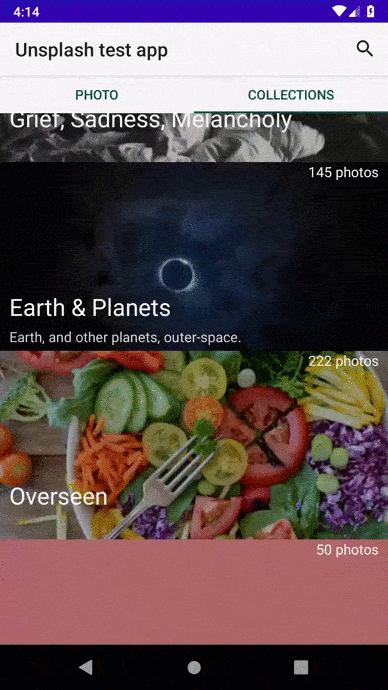 4:14
Unsplash test app
PHOTO
COLLECTIONS
Grief, Sadness, Melancholy
145 photos
Earth & Planets
Earth, and other planets, outer-space.
222 photos
Overseen
50 photos